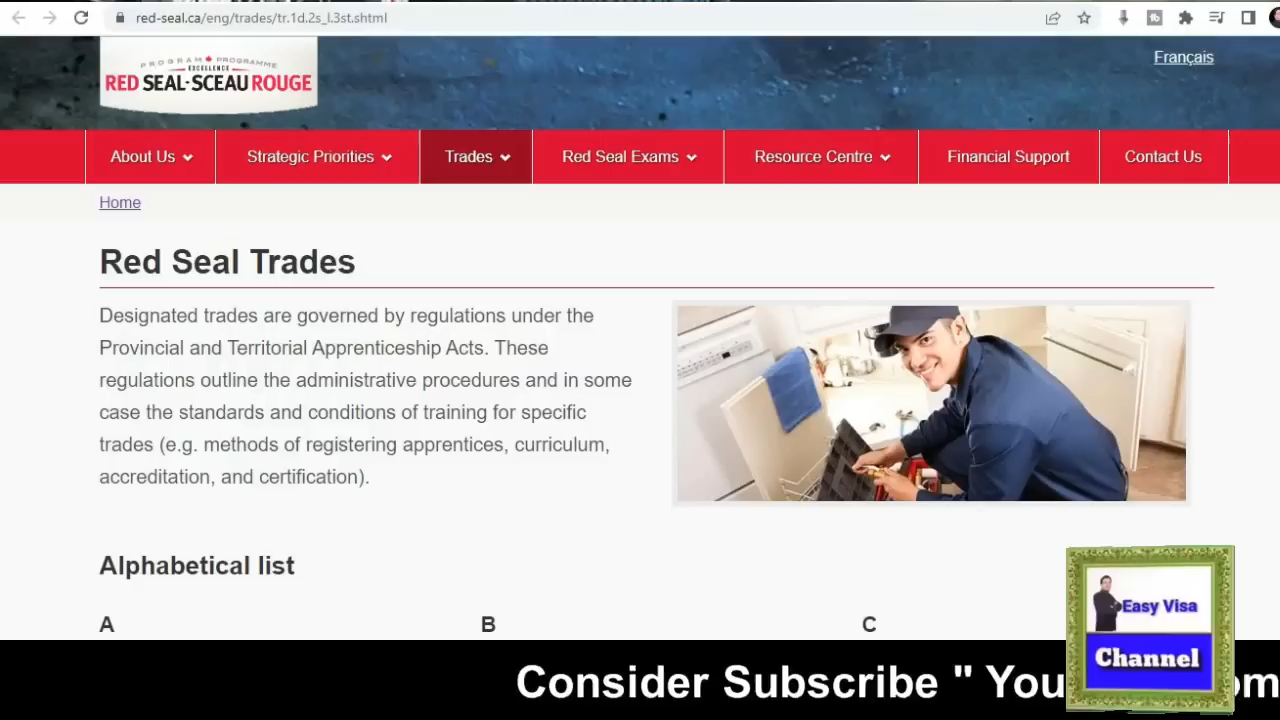 red-seal.ca/eng/trades/tr.1d.2s_l.3st.shtml
Français
PROGRAM PROGRAMME
EXCELLENCE
RED SEAL-SCEAU ROUGE
About Us
Strategic Priorities
Trades
Red Seal Exams
Resource Centre
Financial Support
Contact Us
Home
Red Seal Trades
Designated trades are governed by regulations under the
Provincial and Territorial Apprenticeship Acts. These
regulations outline the administrative procedures and in some
case the standards and conditions of training for specific
trades (e.g. methods of registering apprentices, curriculum,
accreditation, and certification).
Alphabetical list
A
B
C
Easy Visa
Channel
Consider Subscribe " You